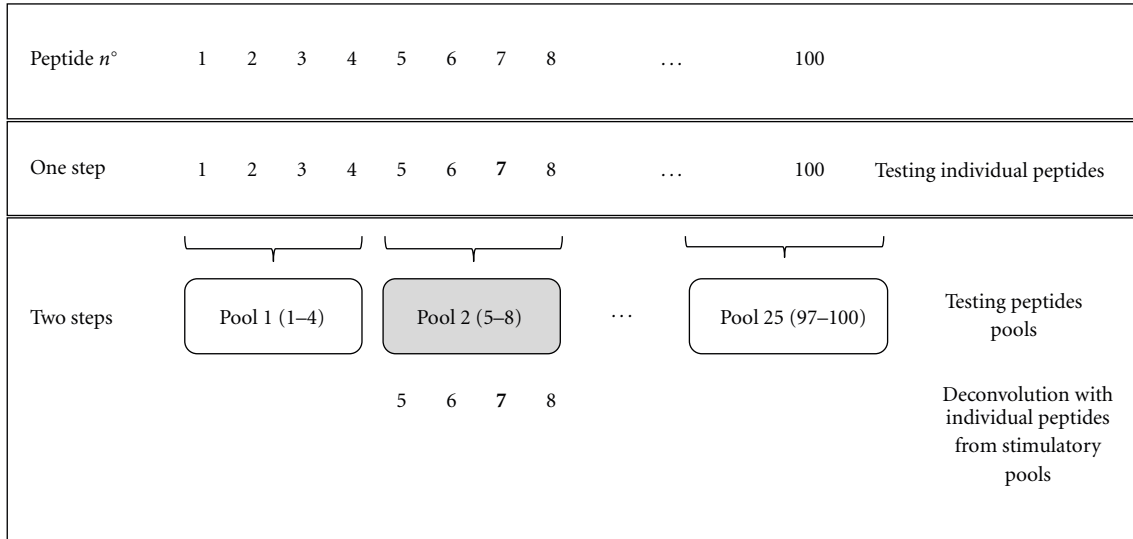 Peptide n° 1 2 3 4 5 6 7 8 … 100
One step 1 2 3 4 5 6 7 8 … 100 Testing individual peptides
Two steps Pool 1 (1–4) Pool 2 (5–8) … Pool 25 (97–100) Testing peptides
pools
5 6 7 8 Deconvolution with
individual peptides
from stimulatory
pools